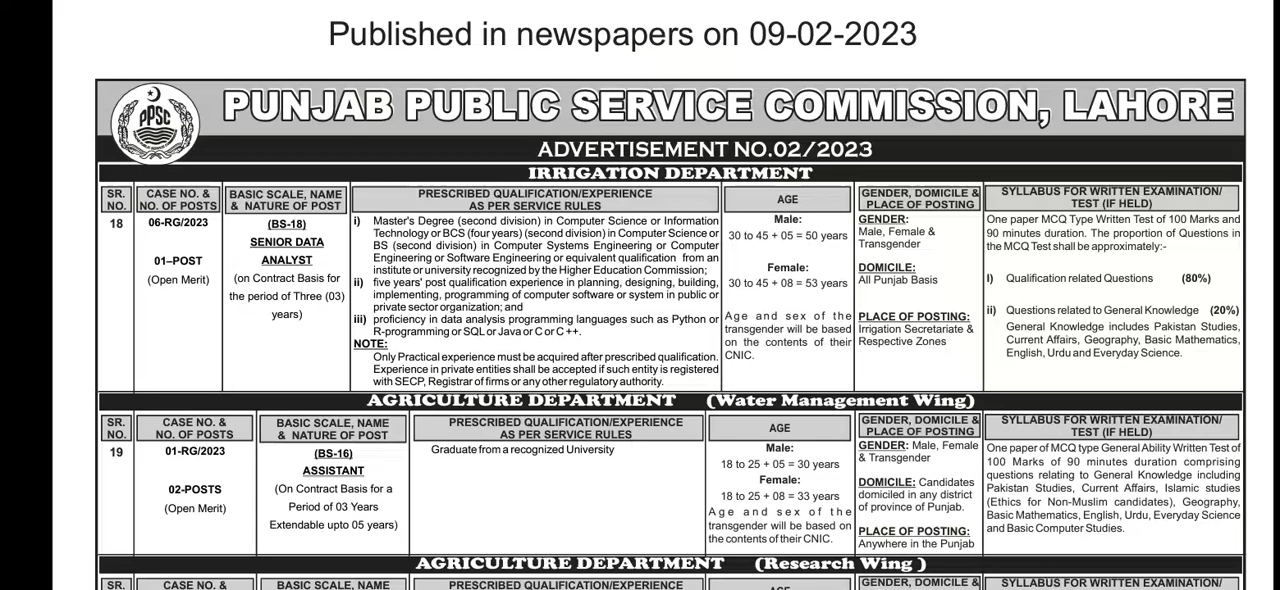 Published in newspapers on 09-02-2023
PPSC
PUNJAB PUBLIC SERVICE COMMISSION, LAHORE
ADVERTISEMENT NO.02/2023
IRRIGATION DEPARTMENT
SR.
NO.
CASE NO. &
NO. OF POSTS
BASIC SCALE, NAME
& NATURE OF POST
PRESCRIBED QUALIFICATION/EXPERIENCE
AS PER SERVICE RULES
AGE
GENDER, DOMICILE &
PLACE OF POSTING
SYLLABUS FOR WRITTEN EXAMINATION/
TEST (IF HELD)
18
06-RG/2023
01–POST
(Open Merit)
(BS-18)
SENIOR DATA
ANALYST
(on Contract Basis for
the period of Three (03)
years)
i) Master's Degree (second division) in Computer Science or Information
Technology or BCS (four years) (second division) in Computer Science or
BS (second division) in Computer Systems Engineering or Computer
Engineering or Software Engineering or equivalent qualification from an
institute or university recognized by the Higher Education Commission;
ii) five years' post qualification experience in planning, designing, building,
implementing, programming of computer software or system in public or
private sector organization; and
iii) proficiency in data analysis programming languages such as Python or
R-programming or SQL or Java or C or C ++.
NOTE:
Only Practical experience must be acquired after prescribed qualification.
Experience in private entities shall be accepted if such entity is registered
with SECP, Registrar of firms or any other regulatory authority.
Male:
30 to 45 + 05 = 50 years
Female:
30 to 45 + 08 = 53 years
Age and sex of the
transgender will be based
on the contents of their
CNIC.
GENDER:
Male, Female &
Transgender
DOMICILE:
All Punjab Basis
PLACE OF POSTING:
Irrigation Secretariate &
Respective Zones
One paper MCQ Type Written Test of 100 Marks and
90 minutes duration. The proportion of Questions in
the MCQ Test shall be approximately:-
I) Qualification related Questions (80%)
ii) Questions related to General Knowledge (20%)
General Knowledge includes Pakistan Studies,
Current Affairs, Geography, Basic Mathematics,
English, Urdu and Everyday Science.
AGRICULTURE DEPARTMENT (Water Management Wing)
SR.
NO.
CASE NO. &
NO. OF POSTS
BASIC SCALE, NAME
& NATURE OF POST
PRESCRIBED QUALIFICATION/EXPERIENCE
AS PER SERVICE RULES
AGE
GENDER, DOMICILE &
PLACE OF POSTING
SYLLABUS FOR WRITTEN EXAMINATION/
TEST (IF HELD)
19
01-RG/2023
02-POSTS
(Open Merit)
(BS-16)
ASSISTANT
(On Contract Basis for a
Period of 03 Years
Extendable upto 05 years)
Graduate from a recognized University
Male:
18 to 25 + 05 = 30 years
Female:
18 to 25 + 08 = 33 years
Age and sex of the
transgender will be based on
the contents of their CNIC.
GENDER: Male, Female
& Transgender
DOMICILE: Candidates
domiciled in any district
of province of Punjab.
PLACE OF POSTING:
Anywhere in the Punjab
One paper of MCQ type General Ability Written Test of
100 Marks of 90 minutes duration comprising
questions relating to General Knowledge including
Pakistan Studies, Current Affairs, Islamic studies
(Ethics for Non-Muslim candidates), Geography,
Basic Mathematics, English, Urdu, Everyday Science
and Basic Computer Studies.
AGRICULTURE DEPARTMENT (Research Wing )
SR.
CASE NO. &
BASIC SCALE, NAME
PRESCRIBED QUALIFICATION/EXPERIENCE
AGE
GENDER, DOMICILE &
SYLLABUS FOR WRITTEN EXAMINATION/